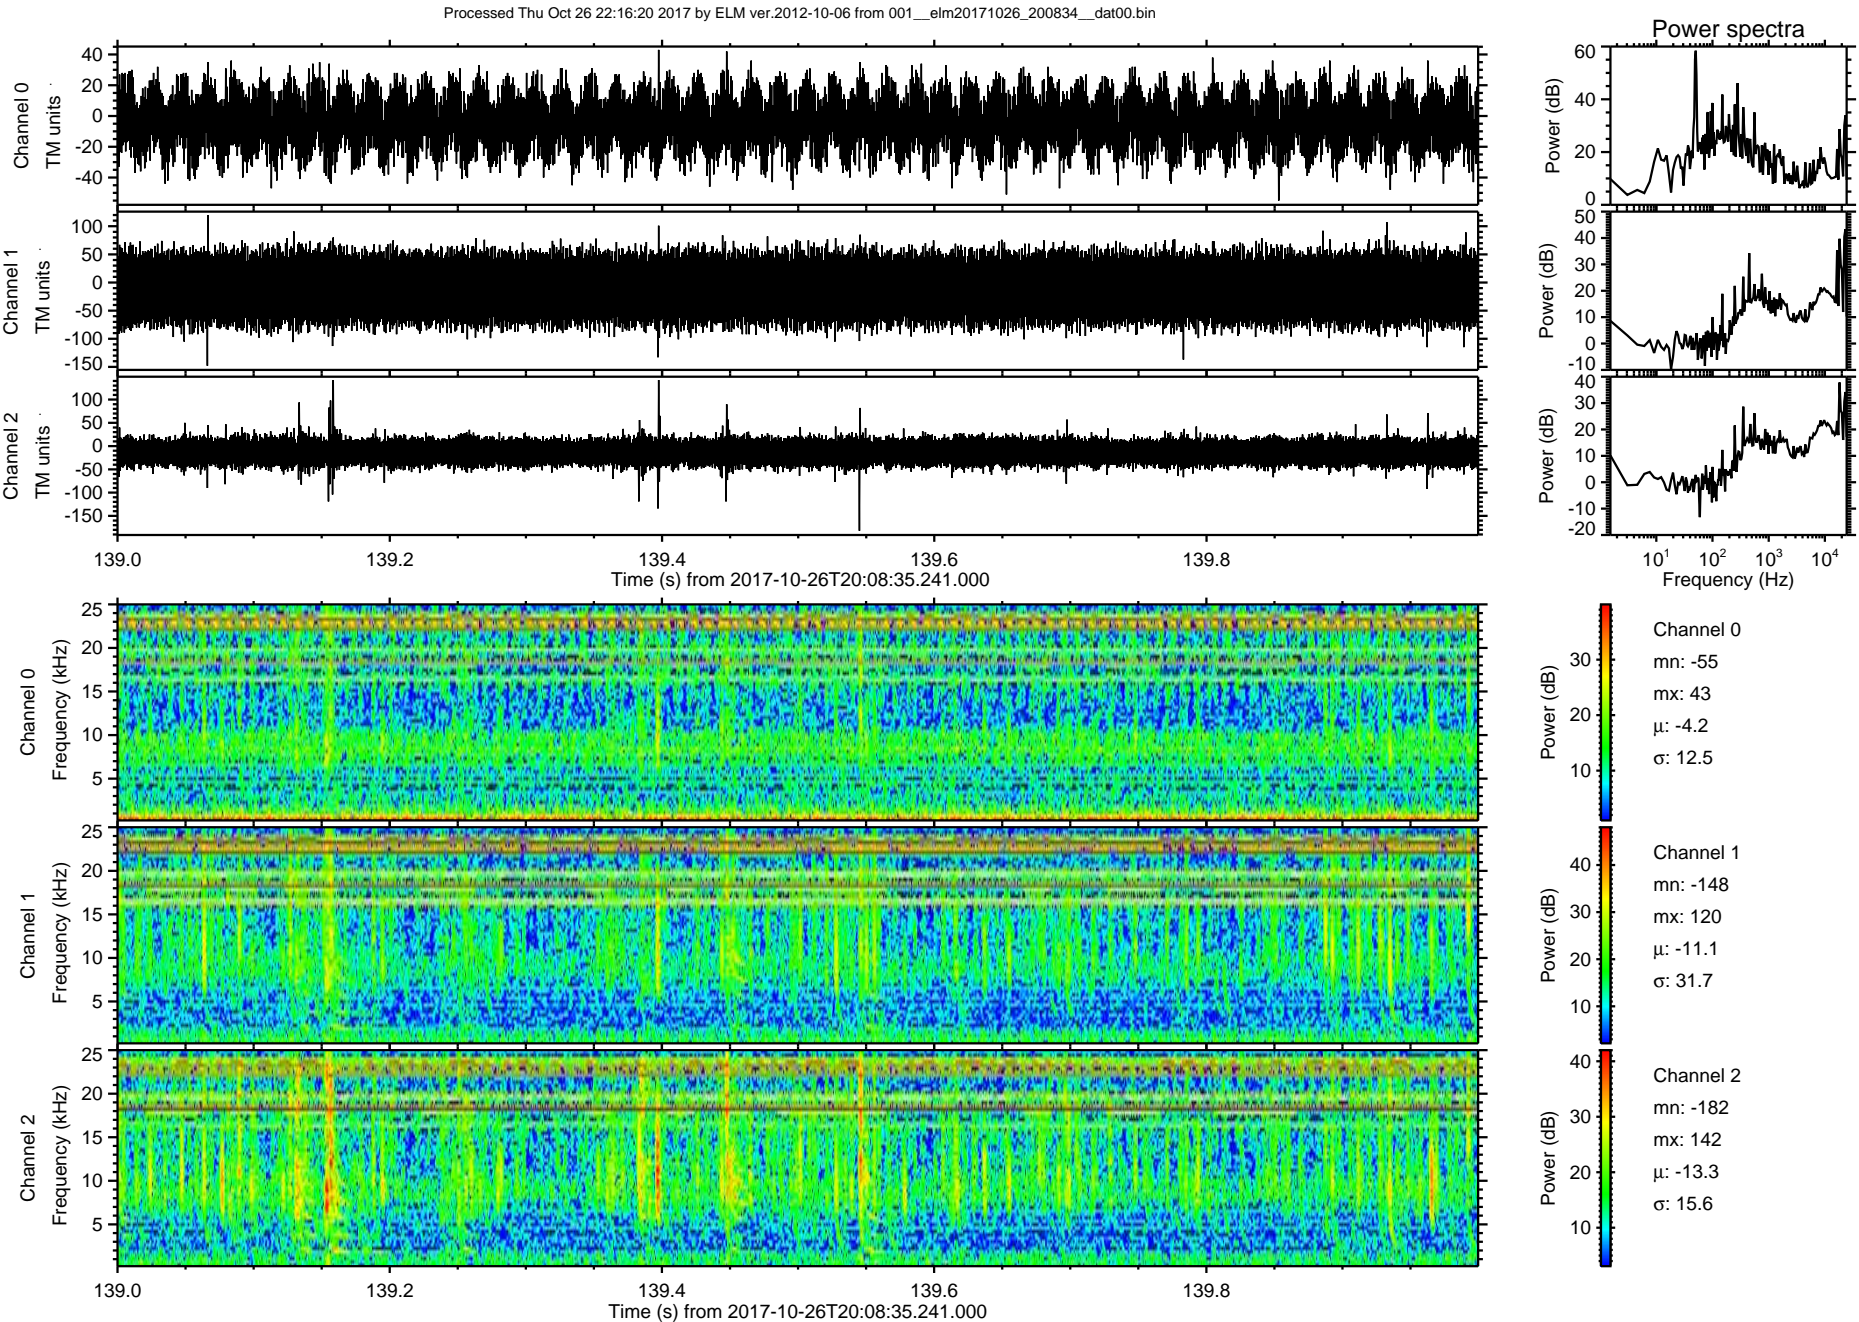 Processed Thu Oct 26 22:16:20 2017 by ELM ver.2012-10-06 from 001__elm20171026_200834__dat00.bin
Power spectra
Channel 0
TM units
40
20
0
-20
-40
Power (dB)
60
40
20
0
Channel 1
TM units
100
50
0
-50
-100
-150
Power (dB)
50
40
30
20
10
0
-10
Channel 2
TM units
100
50
0
-50
-100
-150
Power (dB)
40
30
20
10
0
-10
-20
139.0 139.2 139.4 139.6 139.8
Time (s) from 2017-10-26T20:08:35.241.000
10^1 10^2 10^3 10^4
Frequency (Hz)
Channel 0
Frequency (kHz)
25
20
15
10
5
Power (dB)
30
20
10
Channel 0
mn: -55
mx: 43
µ: -4.2
σ: 12.5
Channel 1
Frequency (kHz)
25
20
15
10
5
Power (dB)
40
30
20
10
Channel 1
mn: -148
mx: 120
µ: -11.1
σ: 31.7
Channel 2
Frequency (kHz)
25
20
15
10
5
Power (dB)
40
30
20
10
Channel 2
mn: -182
mx: 142
µ: -13.3
σ: 15.6
139.0 139.2 139.4 139.6 139.8
Time (s) from 2017-10-26T20:08:35.241.000